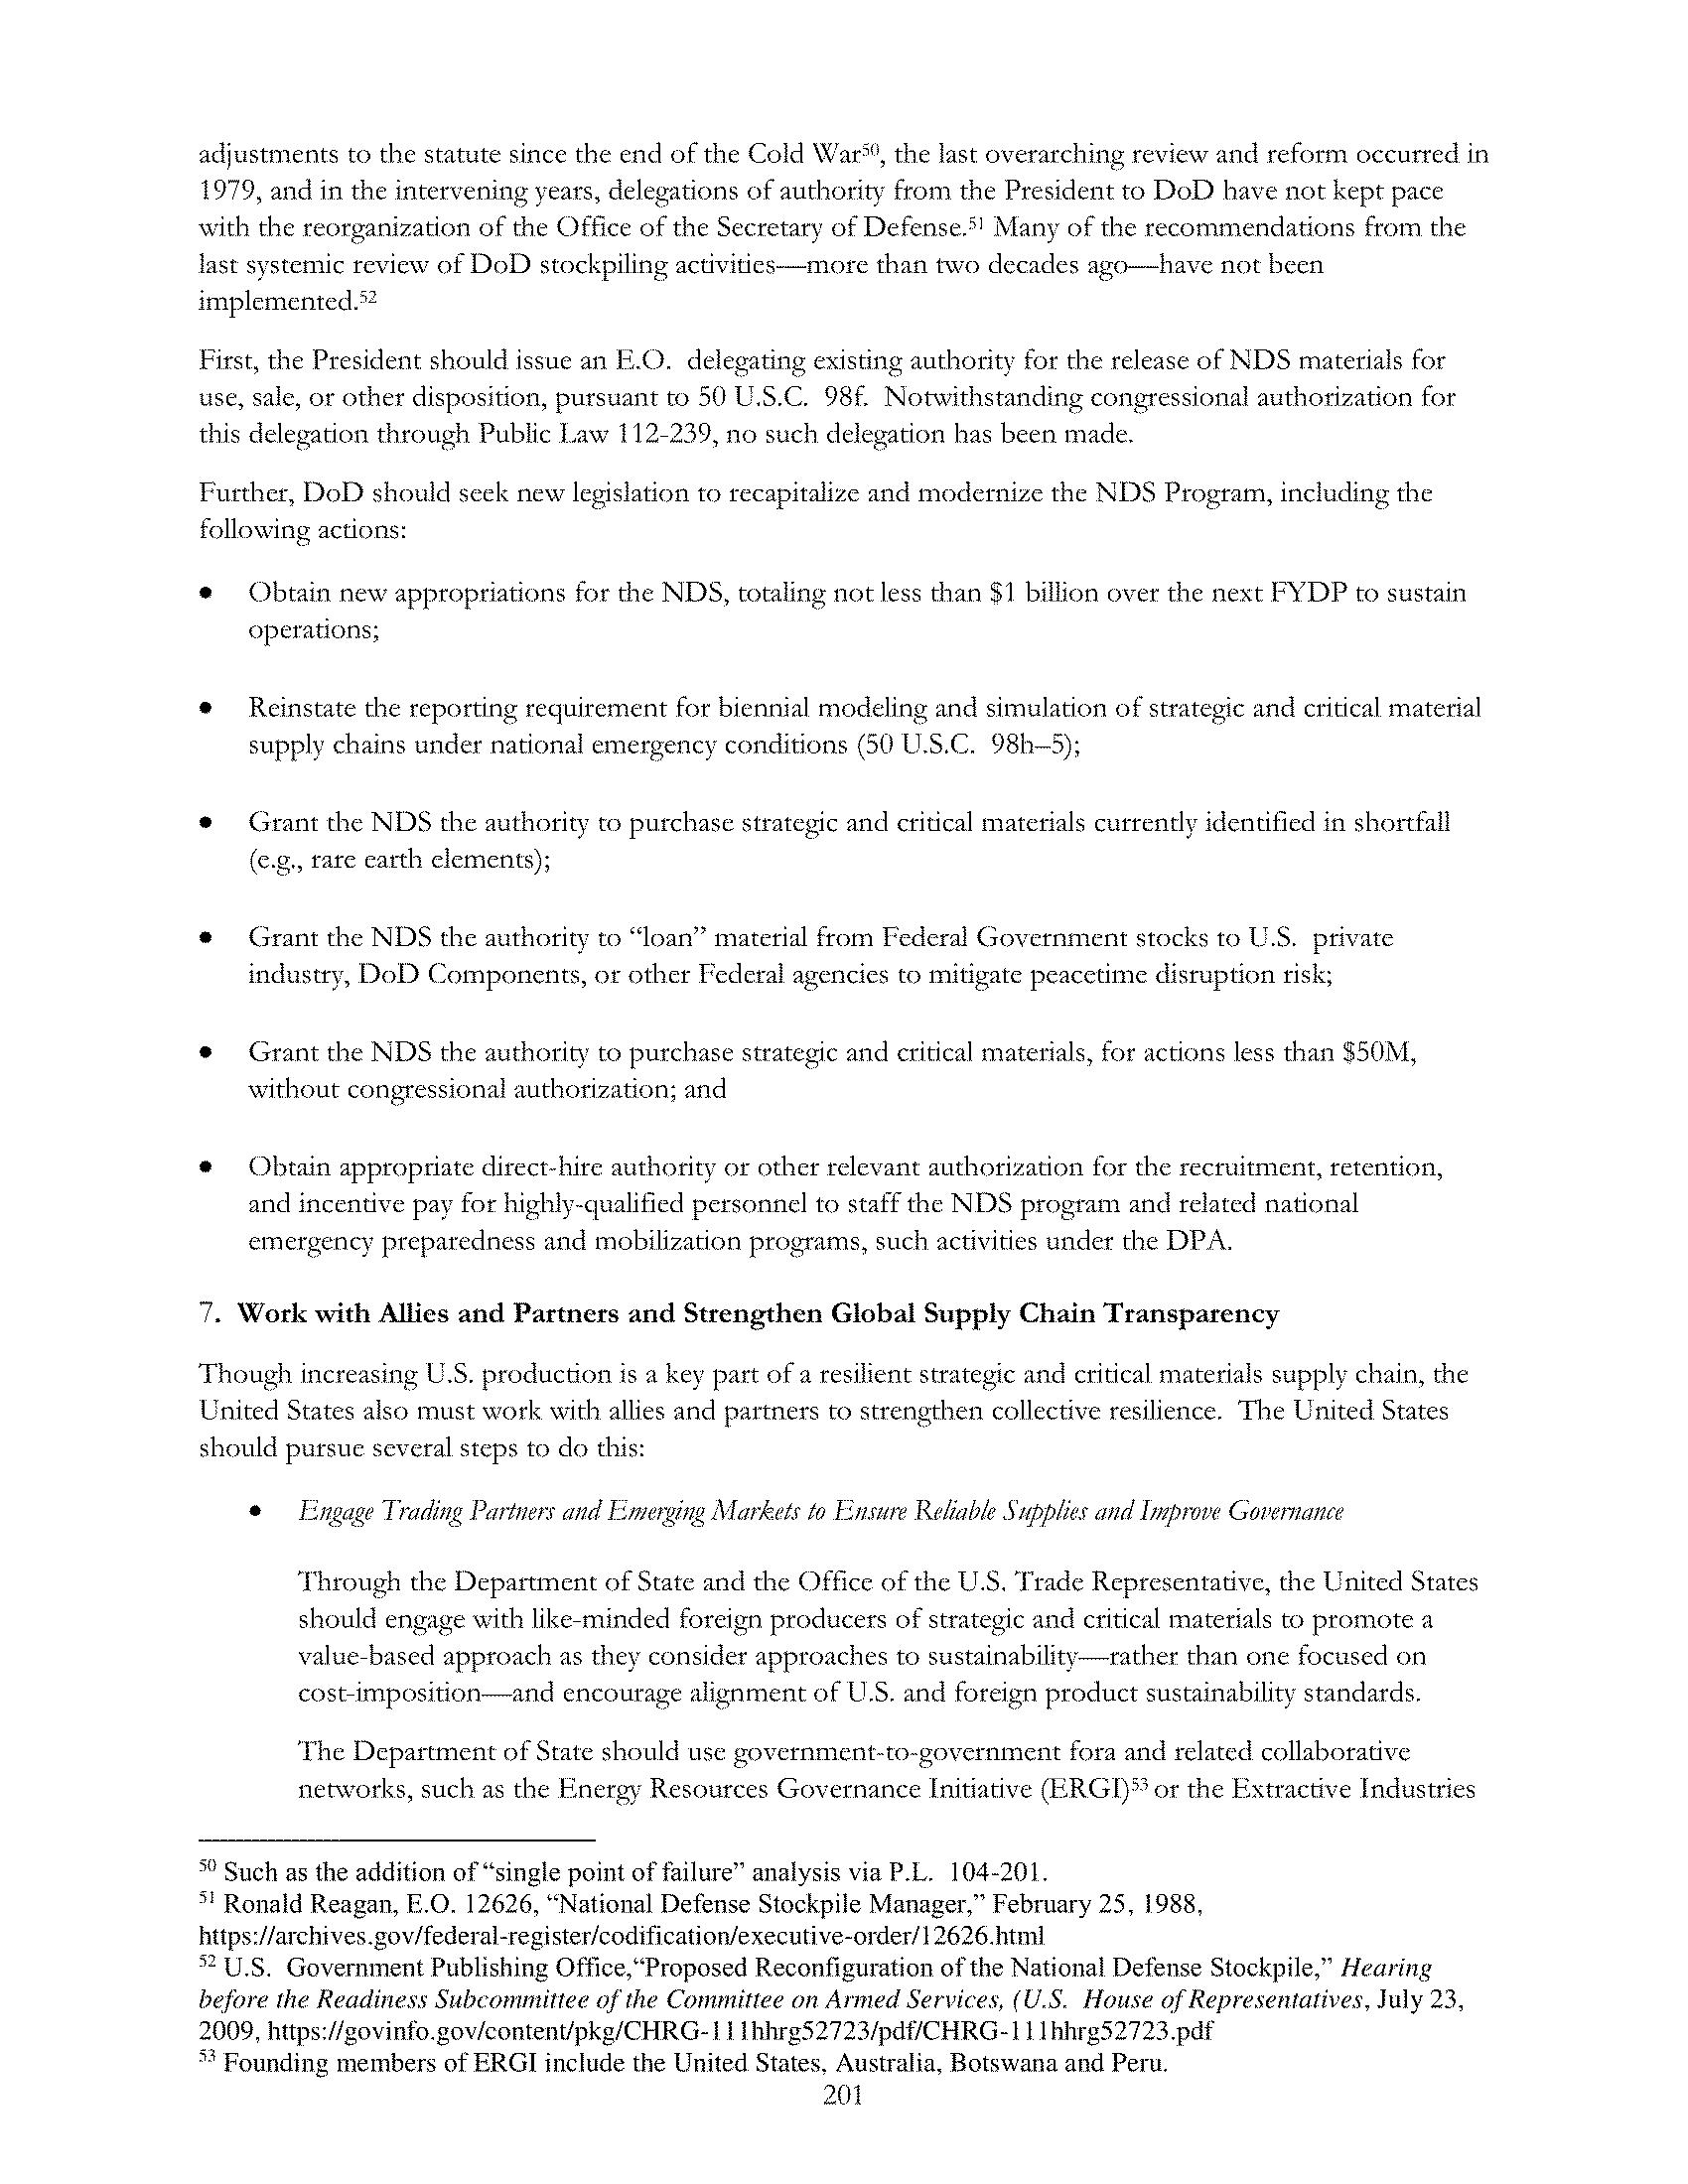 adjustments to the statute since the end of the Cold War50, the last overarching review and reform occurred in
1979, and in the intervening years, delegations of authority from the President to DoD have not kept pace
with the reorganization of the Office of the Secretary of Defense.51 Many of the recommendations from the
last systemic review of DoD stockpiling activities—more than two decades ago—have not been
implemented.52
First, the President should issue an E.O.  delegating existing authority for the release of NDS materials for
use, sale, or other disposition, pursuant to 50 U.S.C.  98f.  Notwithstanding congressional authorization for
this delegation through Public Law 112-239, no such delegation has been made.
Further, DoD should seek new legislation to recapitalize and modernize the NDS Program, including the
following actions:
• Obtain new appropriations for the NDS, totaling not less than $1 billion over the next FYDP to sustain
operations;
• Reinstate the reporting requirement for biennial modeling and simulation of strategic and critical material
supply chains under national emergency conditions (50 U.S.C.  98h–5);
• Grant the NDS the authority to purchase strategic and critical materials currently identified in shortfall
(e.g., rare earth elements);
• Grant the NDS the authority to “loan” material from Federal Government stocks to U.S.  private
industry, DoD Components, or other Federal agencies to mitigate peacetime disruption risk;
• Grant the NDS the authority to purchase strategic and critical materials, for actions less than $50M,
without congressional authorization; and
• Obtain appropriate direct-hire authority or other relevant authorization for the recruitment, retention,
and incentive pay for highly-qualified personnel to staff the NDS program and related national
emergency preparedness and mobilization programs, such activities under the DPA.
7. Work with Allies and Partners and Strengthen Global Supply Chain Transparency
Though increasing U.S. production is a key part of a resilient strategic and critical materials supply chain, the
United States also must work with allies and partners to strengthen collective resilience.  The United States
should pursue several steps to do this:
• Engage Trading Partners and Emerging Markets to Ensure Reliable Supplies and Improve Governance
Through the Department of State and the Office of the U.S. Trade Representative, the United States
should engage with like-minded foreign producers of strategic and critical materials to promote a
value-based approach as they consider approaches to sustainability—rather than one focused on
cost-imposition—and encourage alignment of U.S. and foreign product sustainability standards.
The Department of State should use government-to-government fora and related collaborative
networks, such as the Energy Resources Governance Initiative (ERGI)53 or the Extractive Industries
50 Such as the addition of “single point of failure” analysis via P.L.  104-201.
51 Ronald Reagan, E.O. 12626, “National Defense Stockpile Manager,” February 25, 1988,
https://archives.gov/federal-register/codification/executive-order/12626.html
52 U.S.  Government Publishing Office,“Proposed Reconfiguration of the National Defense Stockpile,” Hearing
before the Readiness Subcommittee of the Committee on Armed Services, (U.S.  House of Representatives, July 23,
2009, https://govinfo.gov/content/pkg/CHRG-111hhrg52723/pdf/CHRG-111hhrg52723.pdf
53 Founding members of ERGI include the United States, Australia, Botswana and Peru.
201